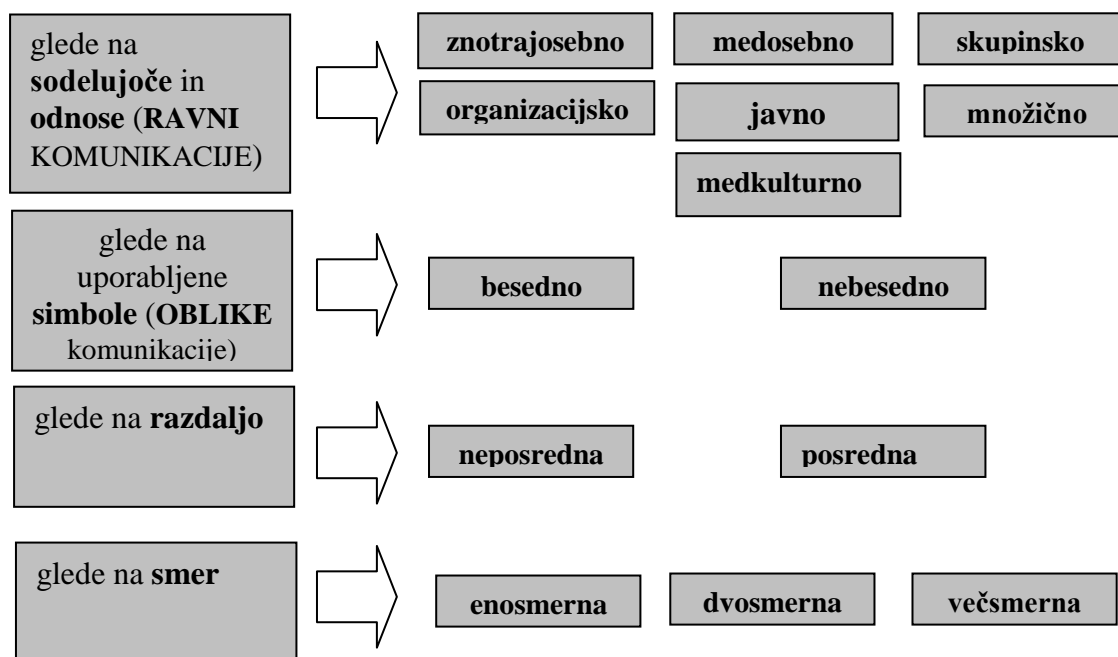 glede na
sodelujoče in
odnose (RAVNI
KOMUNIKACIJE)
znotrajosebno medosebno skupinsko
organizacijsko javno množično
medkulturno
glede na
uporabljene
simbole (OBLIKE
komunikacije)
besedno nebesedno
glede na razdaljo
neposredna posredna
glede na smer
enosmerna dvosmerna večsmerna